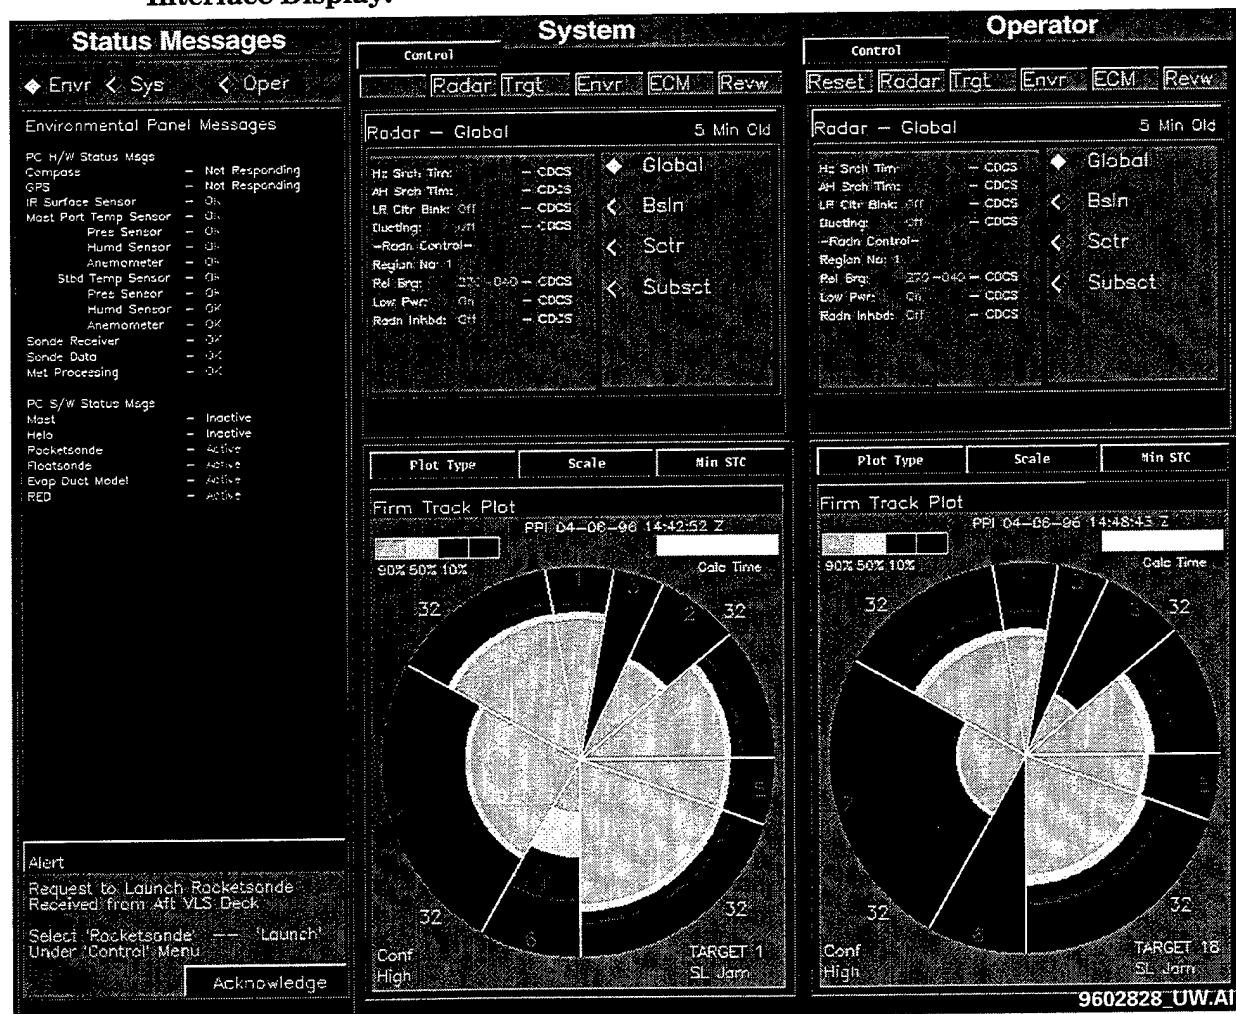 Interface Display.
Status Messages
Envr Sys Oper
Environmental Panel Messages
PC H/W Status Msgs
Compass – Not Responding
GPS – Not Responding
IR Surface Sensor – Ok
Mast Port Temp Sensor – Ok
Pres Sensor – Ok
Humd Sensor – Ok
Anemometer – Ok
Stbd Temp Sensor – Ok
Pres Sensor – Ok
Humd Sensor – OK
Anemometer – OK
Sonde Receiver – OK
Sonde Data – OK
Met Processing – OK
PC S/W Status Msgs
Mast – Inactive
Helo – Inactive
Rocketsonde – Active
Floatsonde – Active
Evap Duct Model – Active
RED – Active
Alert
Request to Launch Rocketsonde
Received from Aft VLS Deck
Select 'Rocketsonde' –– 'Launch'
Under 'Control' Menu
Acknowledge
System
Control
Radar Trgt Envr ECM Revw
Radar – Global 5 Min Old
Hz Srch Tim: – CDCS
AH Srch Tim: – CDCS
LR Cltr Blnk: Off – CDCS
Ducting: Off – CDCS
–Radn Control–
Region No: 1
Rel Brg: 270–040 – CDCS
Low Pwr: On – CDCS
Radn Inhbd: Off – CDCS
Global
Bsln
Sctr
Subsct
Plot Type Scale Min STC
Firm Track Plot
PPI 04–06–96 14:42:52 Z
90% 50% 10% Calc Time
32 32
32 32
Conf
High
TARGET 1
SL Jam
Operator
Control
Reset Radar Trgt Envr ECM Revw
Radar – Global 5 Min Old
Hz Srch Tim: – CDCS
AH Srch Tim: – CDCS
LR Cltr Blnk: Off – CDCS
Ducting: Off – CDCS
–Radn Control–
Region No: 1
Rel Brg: 270–040 – CDCS
Low Pwr: On – CDCS
Radn Inhbd: Off – CDCS
Global
Bsln
Sctr
Subsct
Plot Type Scale Min STC
Firm Track Plot
PPI 04–06–96 14:48:43 Z
90% 50% 10% Calc Time
32 32
32 32
Conf
High
TARGET 18
SL Jam
9602828_UW.AI